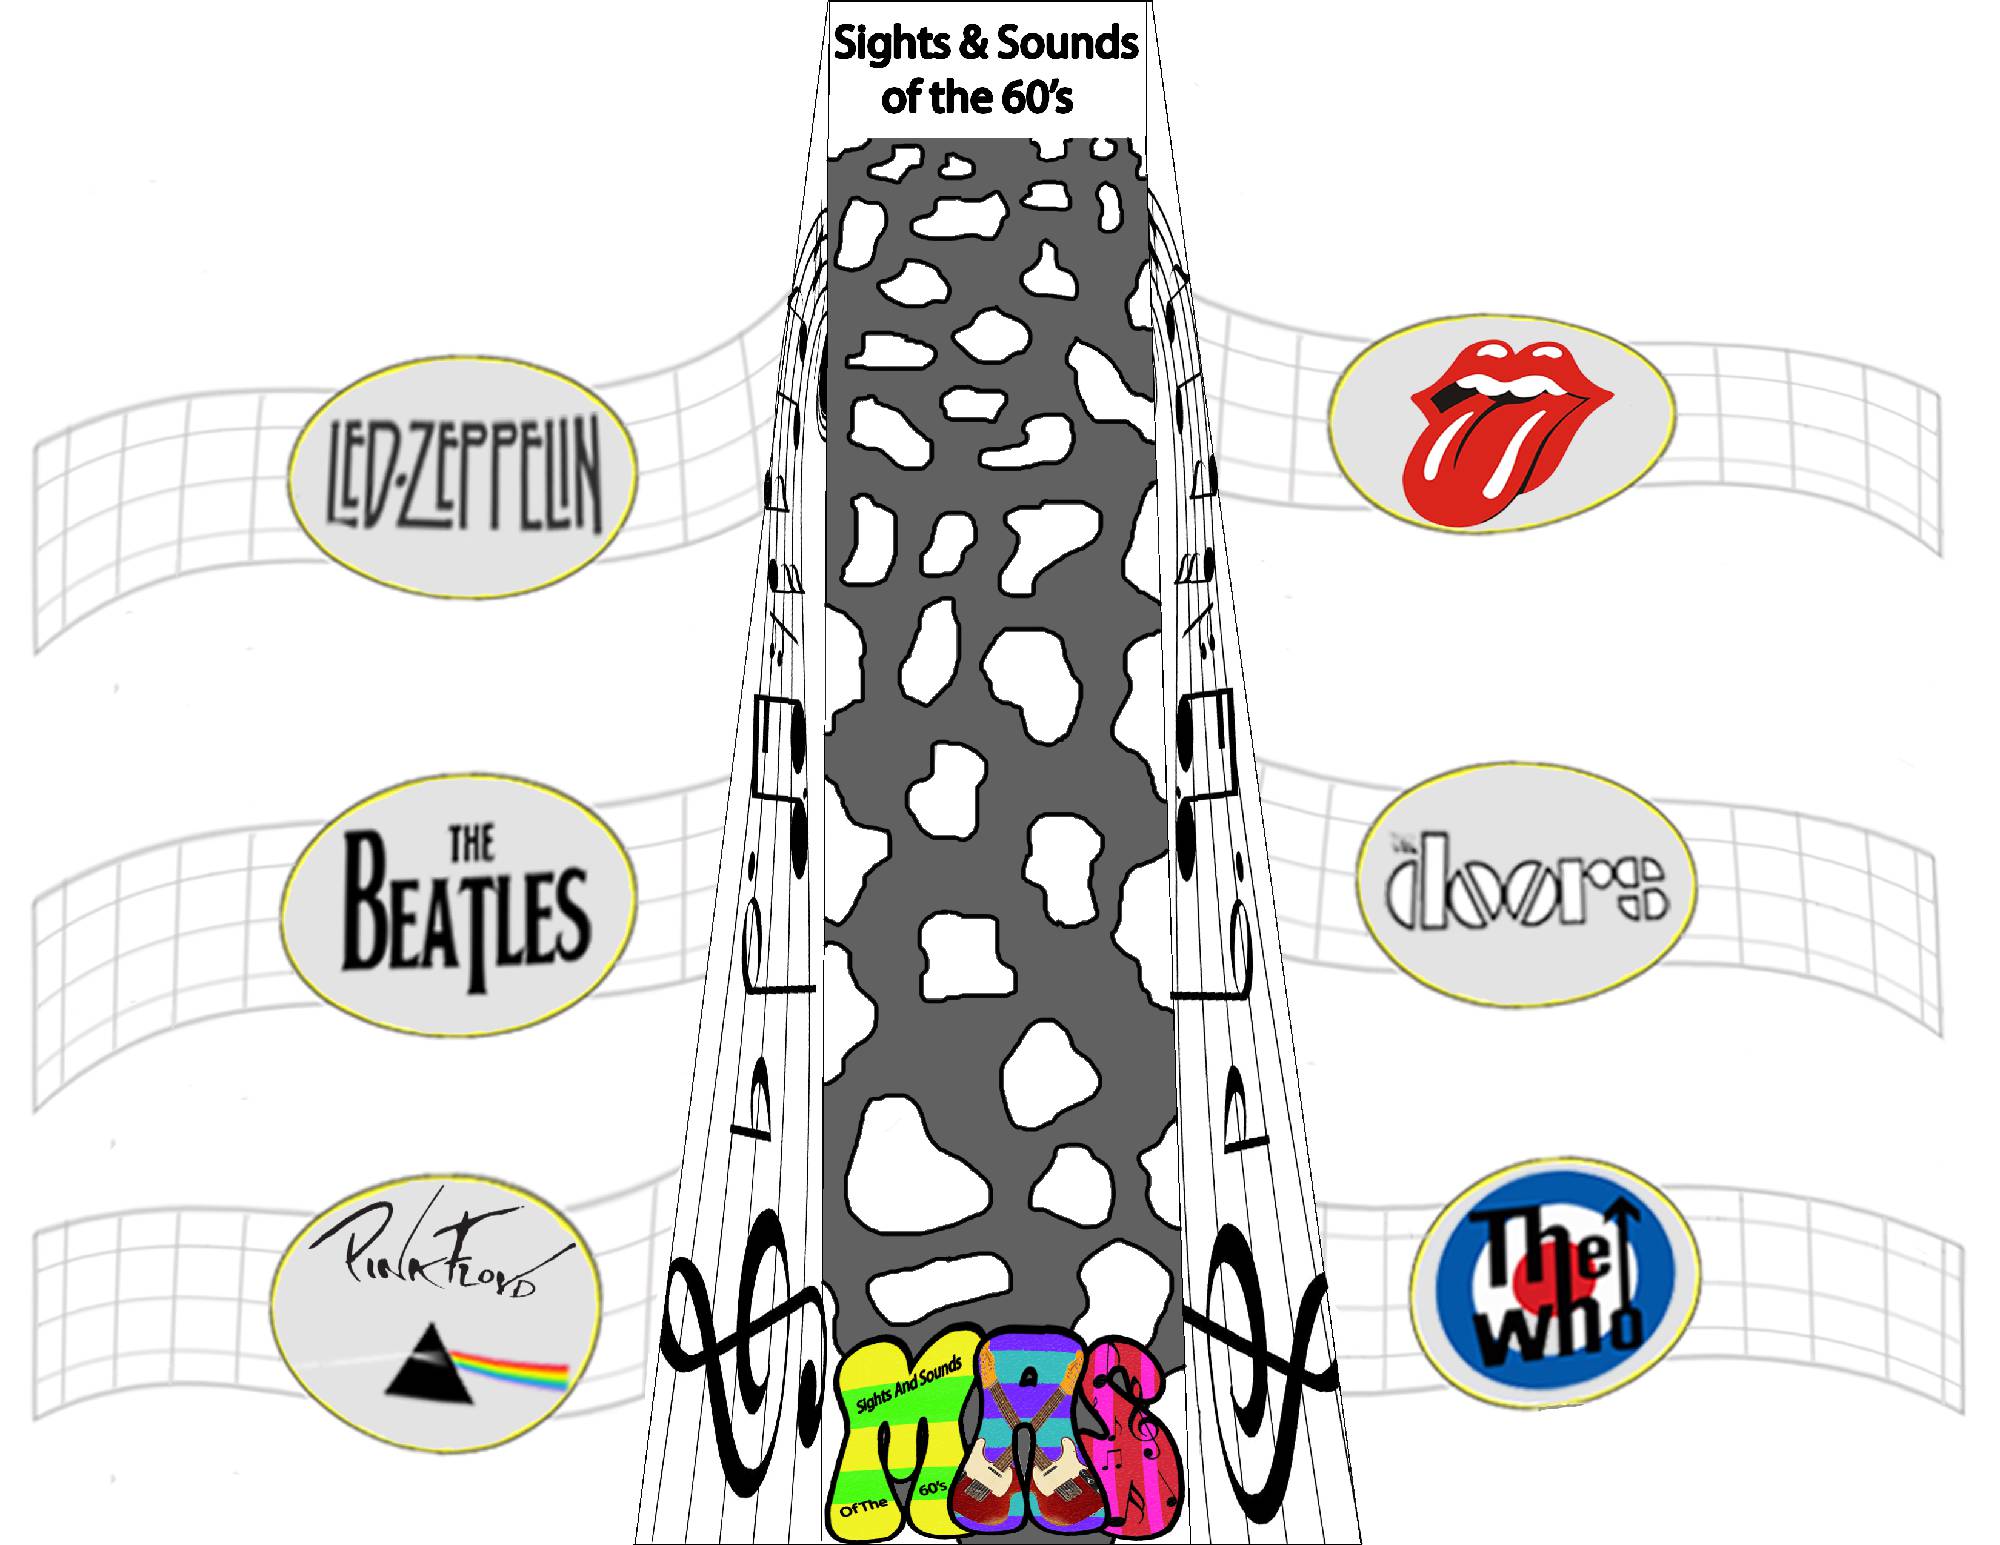 Sights & Sounds
of the 60's
LED-ZEPPELIN
THE
BEATLES
THE
doors
PINK FLOYD
The
who
Sights And Sounds
Of The
60's
MAS